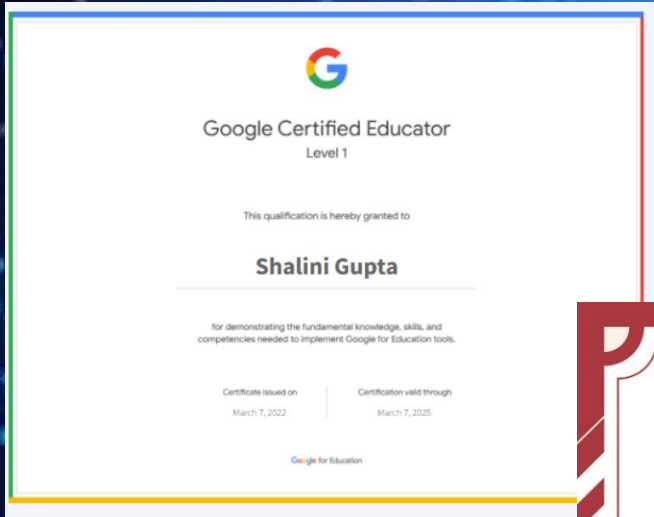 Google Certified Educator
Level 1
This qualification is hereby granted to
Shalini Gupta
for demonstrating the fundamental knowledge, skills, and
competencies needed to implement Google for Education tools.
Certificate issued on
March 7, 2022
Certification valid through
March 7, 2025
Google for Education